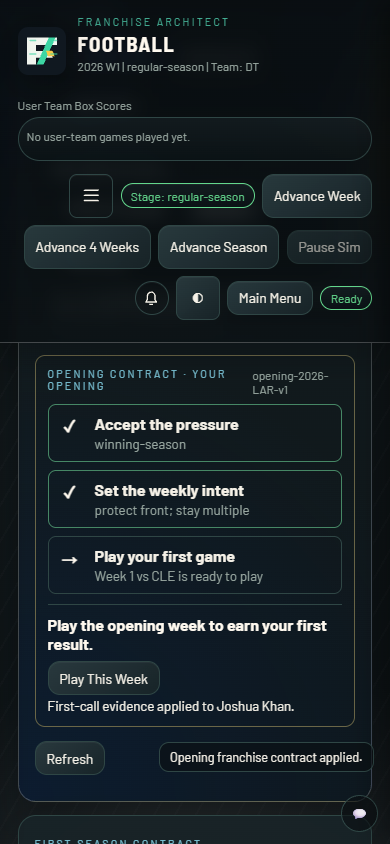 FRANCHISE ARCHITECT
FOOTBALL
2026 W1 | regular-season | Team: DT
User Team Box Scores
No user-team games played yet.
Stage: regular-season
Advance Week
Advance 4 Weeks
Advance Season
Pause Sim
Main Menu
Ready
OPENING CONTRACT · YOUR
OPENING
opening-2026-
LAR-v1
✓ Accept the pressure
winning-season
✓ Set the weekly intent
protect front; stay multiple
→ Play your first game
Week 1 vs CLE is ready to play
Play the opening week to earn your first
result.
Play This Week
First-call evidence applied to Joshua Khan.
Refresh
Opening franchise contract applied.
FIRST SEASON CONTRACT